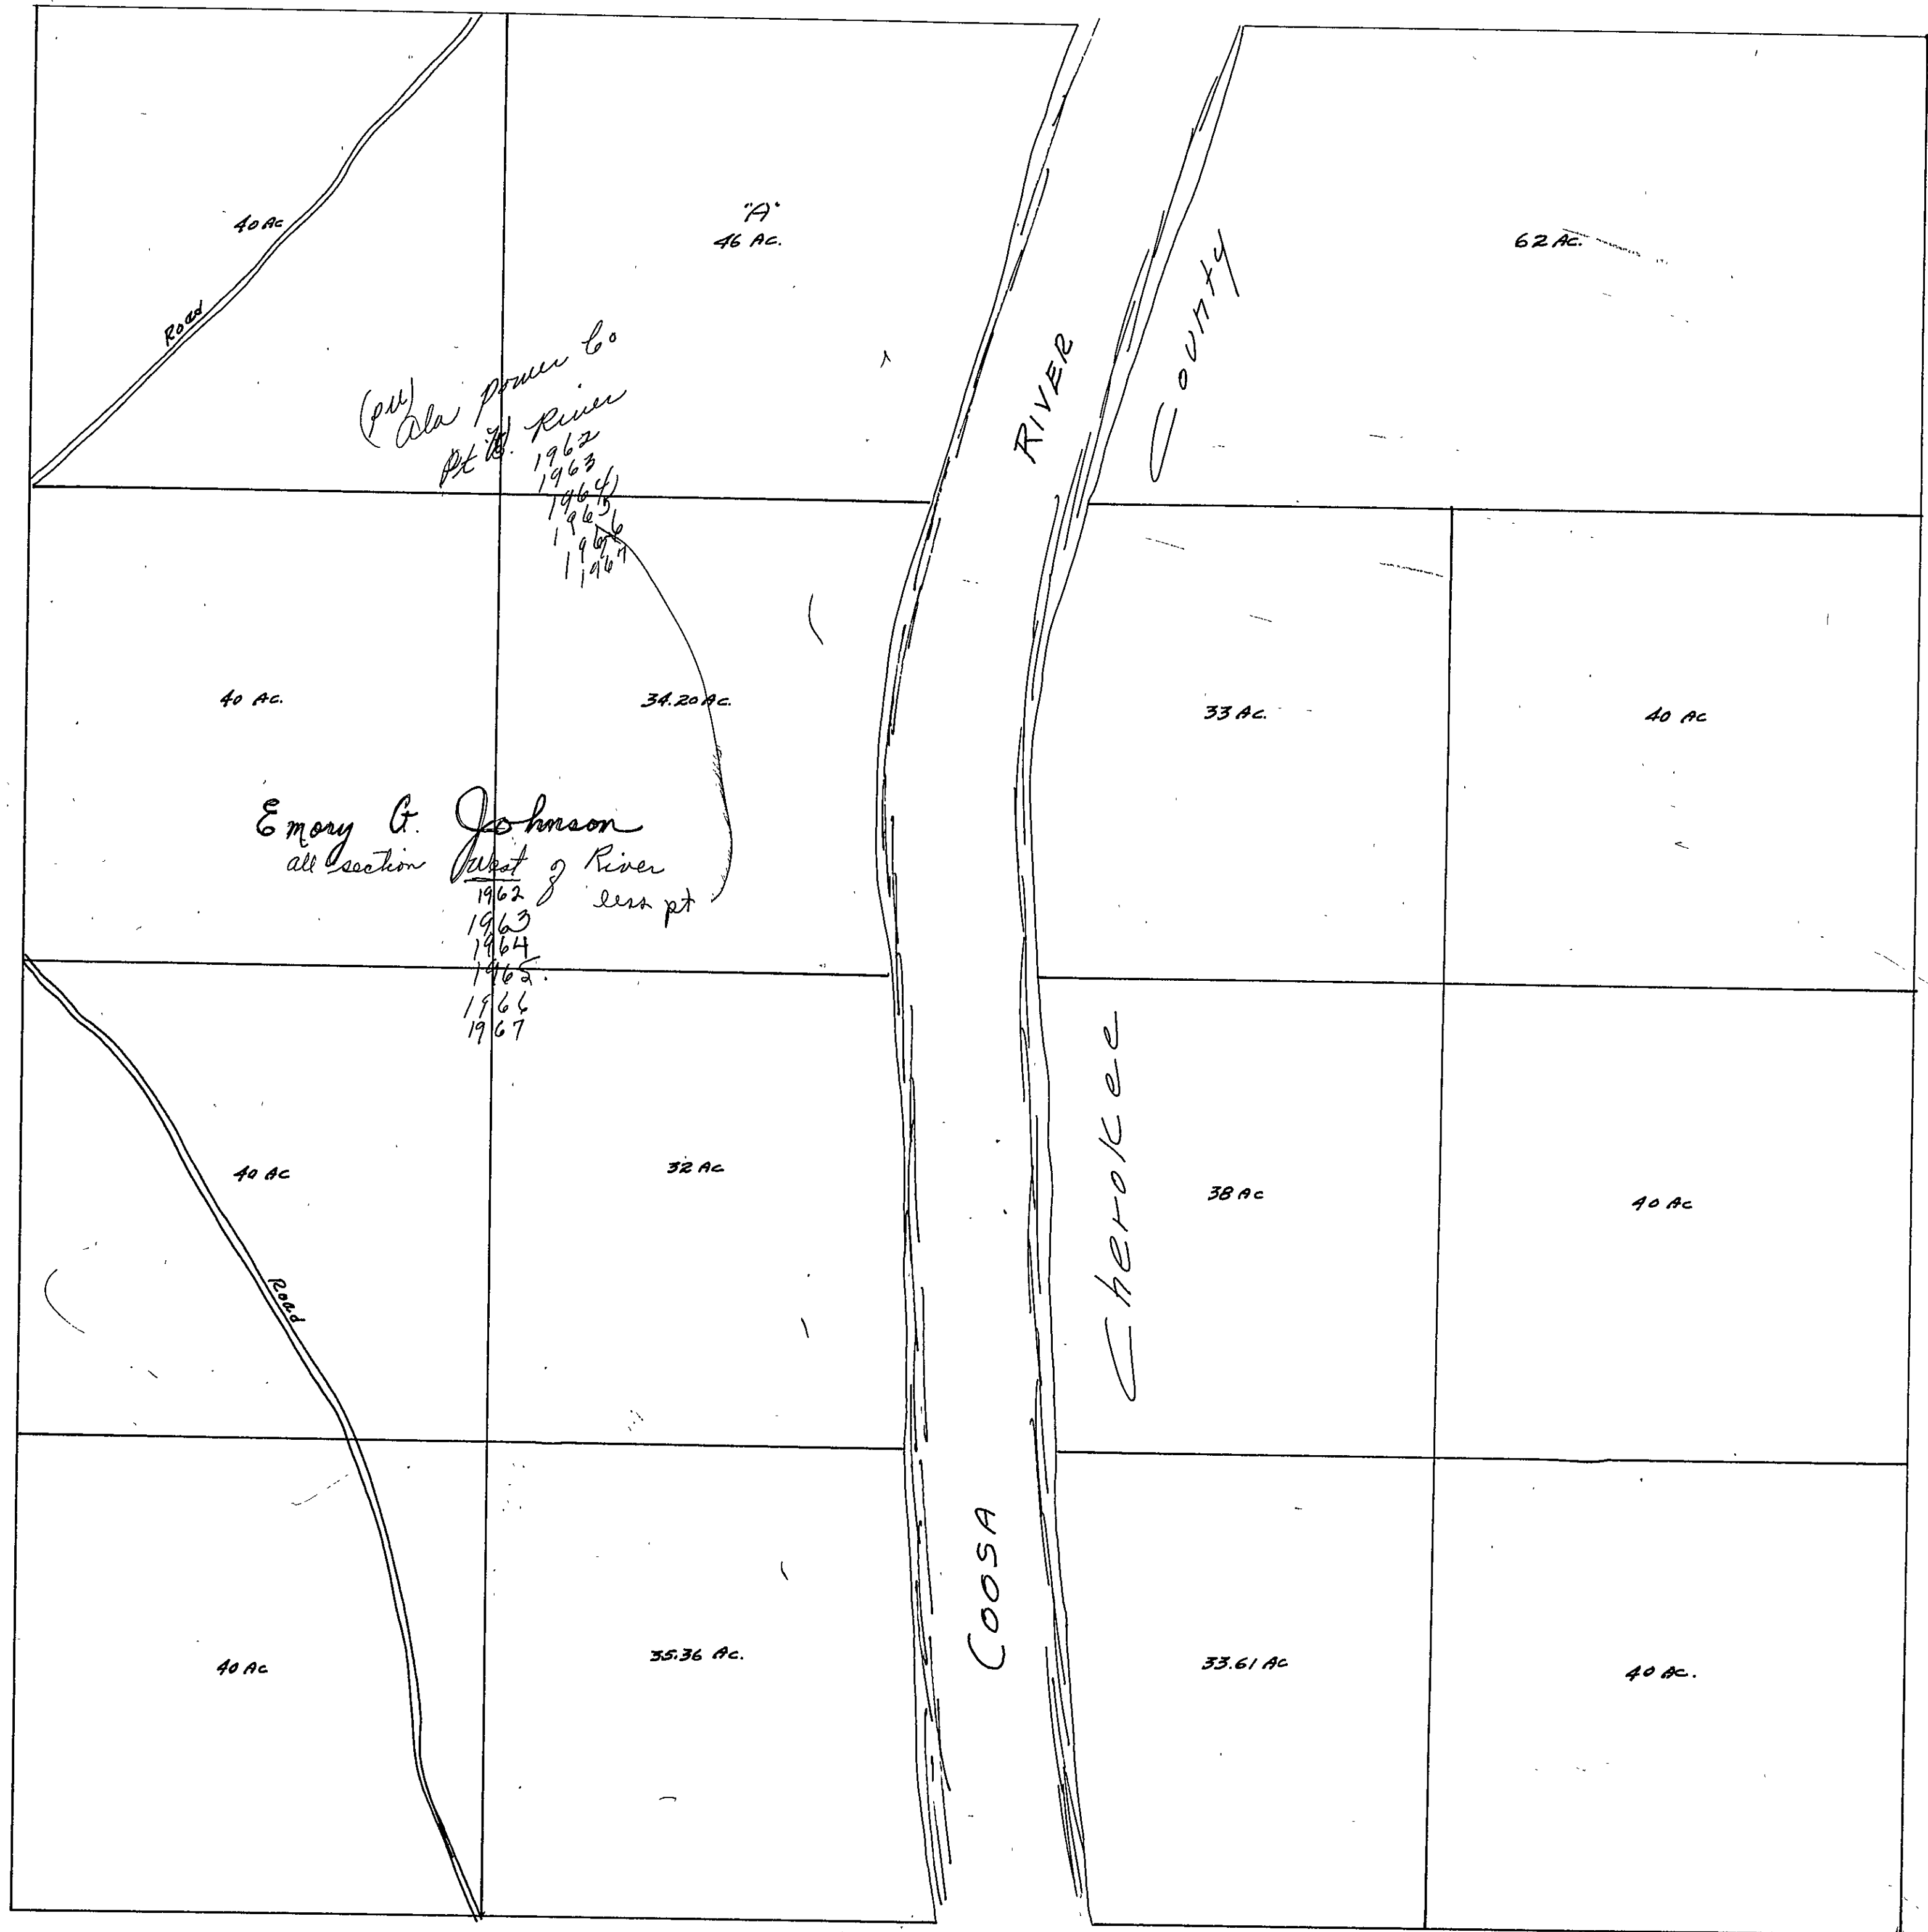 40 Ac
"A"
46 Ac.
62 Ac.
Road
Ala Power Co
Pt River
1962
1963
1964
1965
1966
1967
RIVER
County
40 Ac.
34.20 Ac.
33 Ac.
40 Ac
Emory G. Johnson
all section West of River
less pt
1962
1963
1964
1965.
1966
1967
40 Ac
32 Ac
38 Ac
40 Ac
Cherokee
Road
COOSA
40 Ac
35.36 Ac.
33.61 Ac
40 Ac.